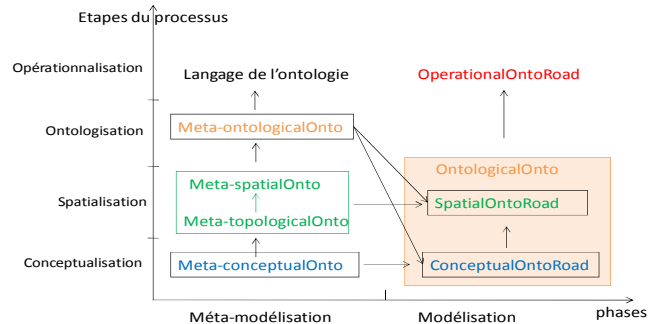 Etapes du processus
Opérationnalisation
Langage de l'ontologie
OperationalOntoRoad
Ontologisation
Meta-ontologicalOnto
OntologicalOnto
Meta-spatialOnto
Spatialisation
SpatialOntoRoad
Meta-topologicalOnto
Conceptualisation
Meta-conceptualOnto
ConceptualOntoRoad
phases
Méta-modélisation
Modélisation